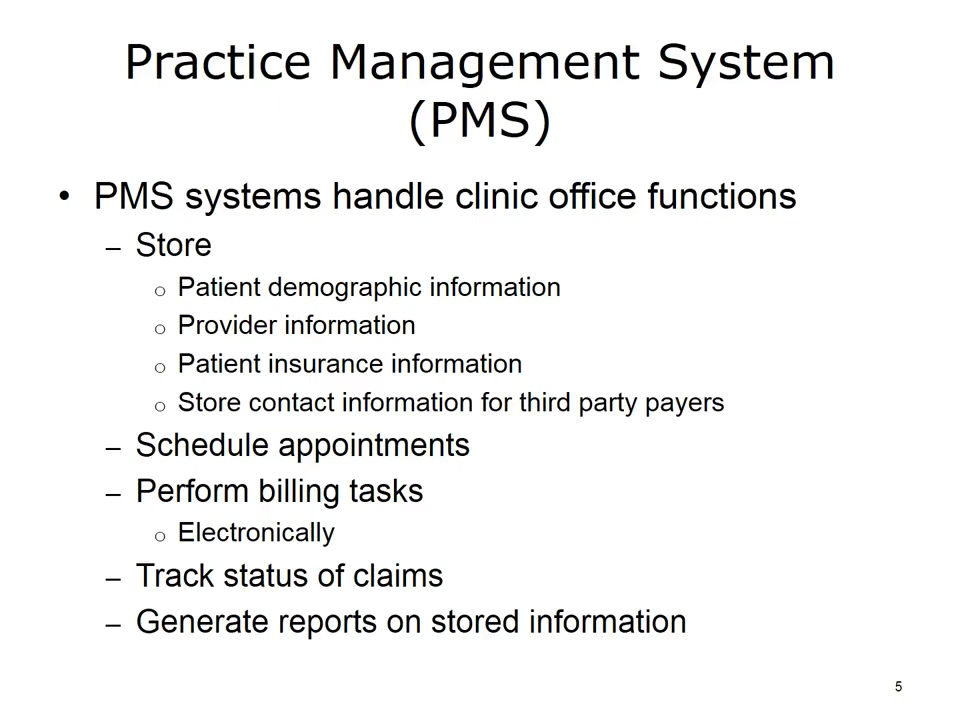 Practice Management System
(PMS)
• PMS systems handle clinic office functions
– Store
○ Patient demographic information
○ Provider information
○ Patient insurance information
○ Store contact information for third party payers
– Schedule appointments
– Perform billing tasks
○ Electronically
– Track status of claims
– Generate reports on stored information
5